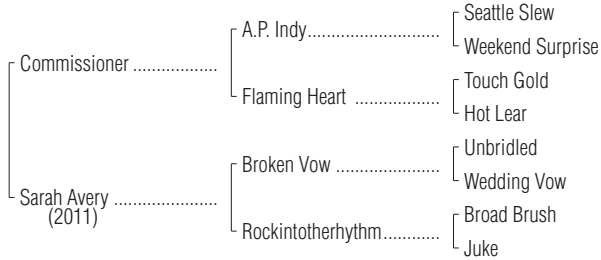 Seattle Slew
A.P. Indy........................
Weekend Surprise
Commissioner ..................
Touch Gold
Flaming Heart ..................
Hot Lear
Unbridled
Broken Vow ......................
Wedding Vow
Sarah Avery ......................
(2011)
Broad Brush
Rockintotherhythm............
Juke